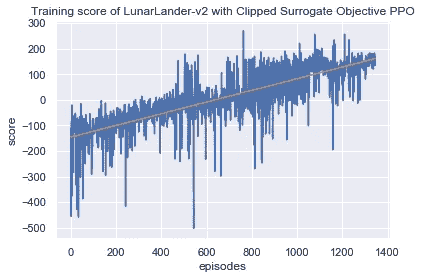 Training score of LunarLander-v2 with Clipped Surrogate Objective PPO
300
200
100
0
−100
−200
−300
−400
−500
score
0 200 400 600 800 1000 1200 1400
episodes